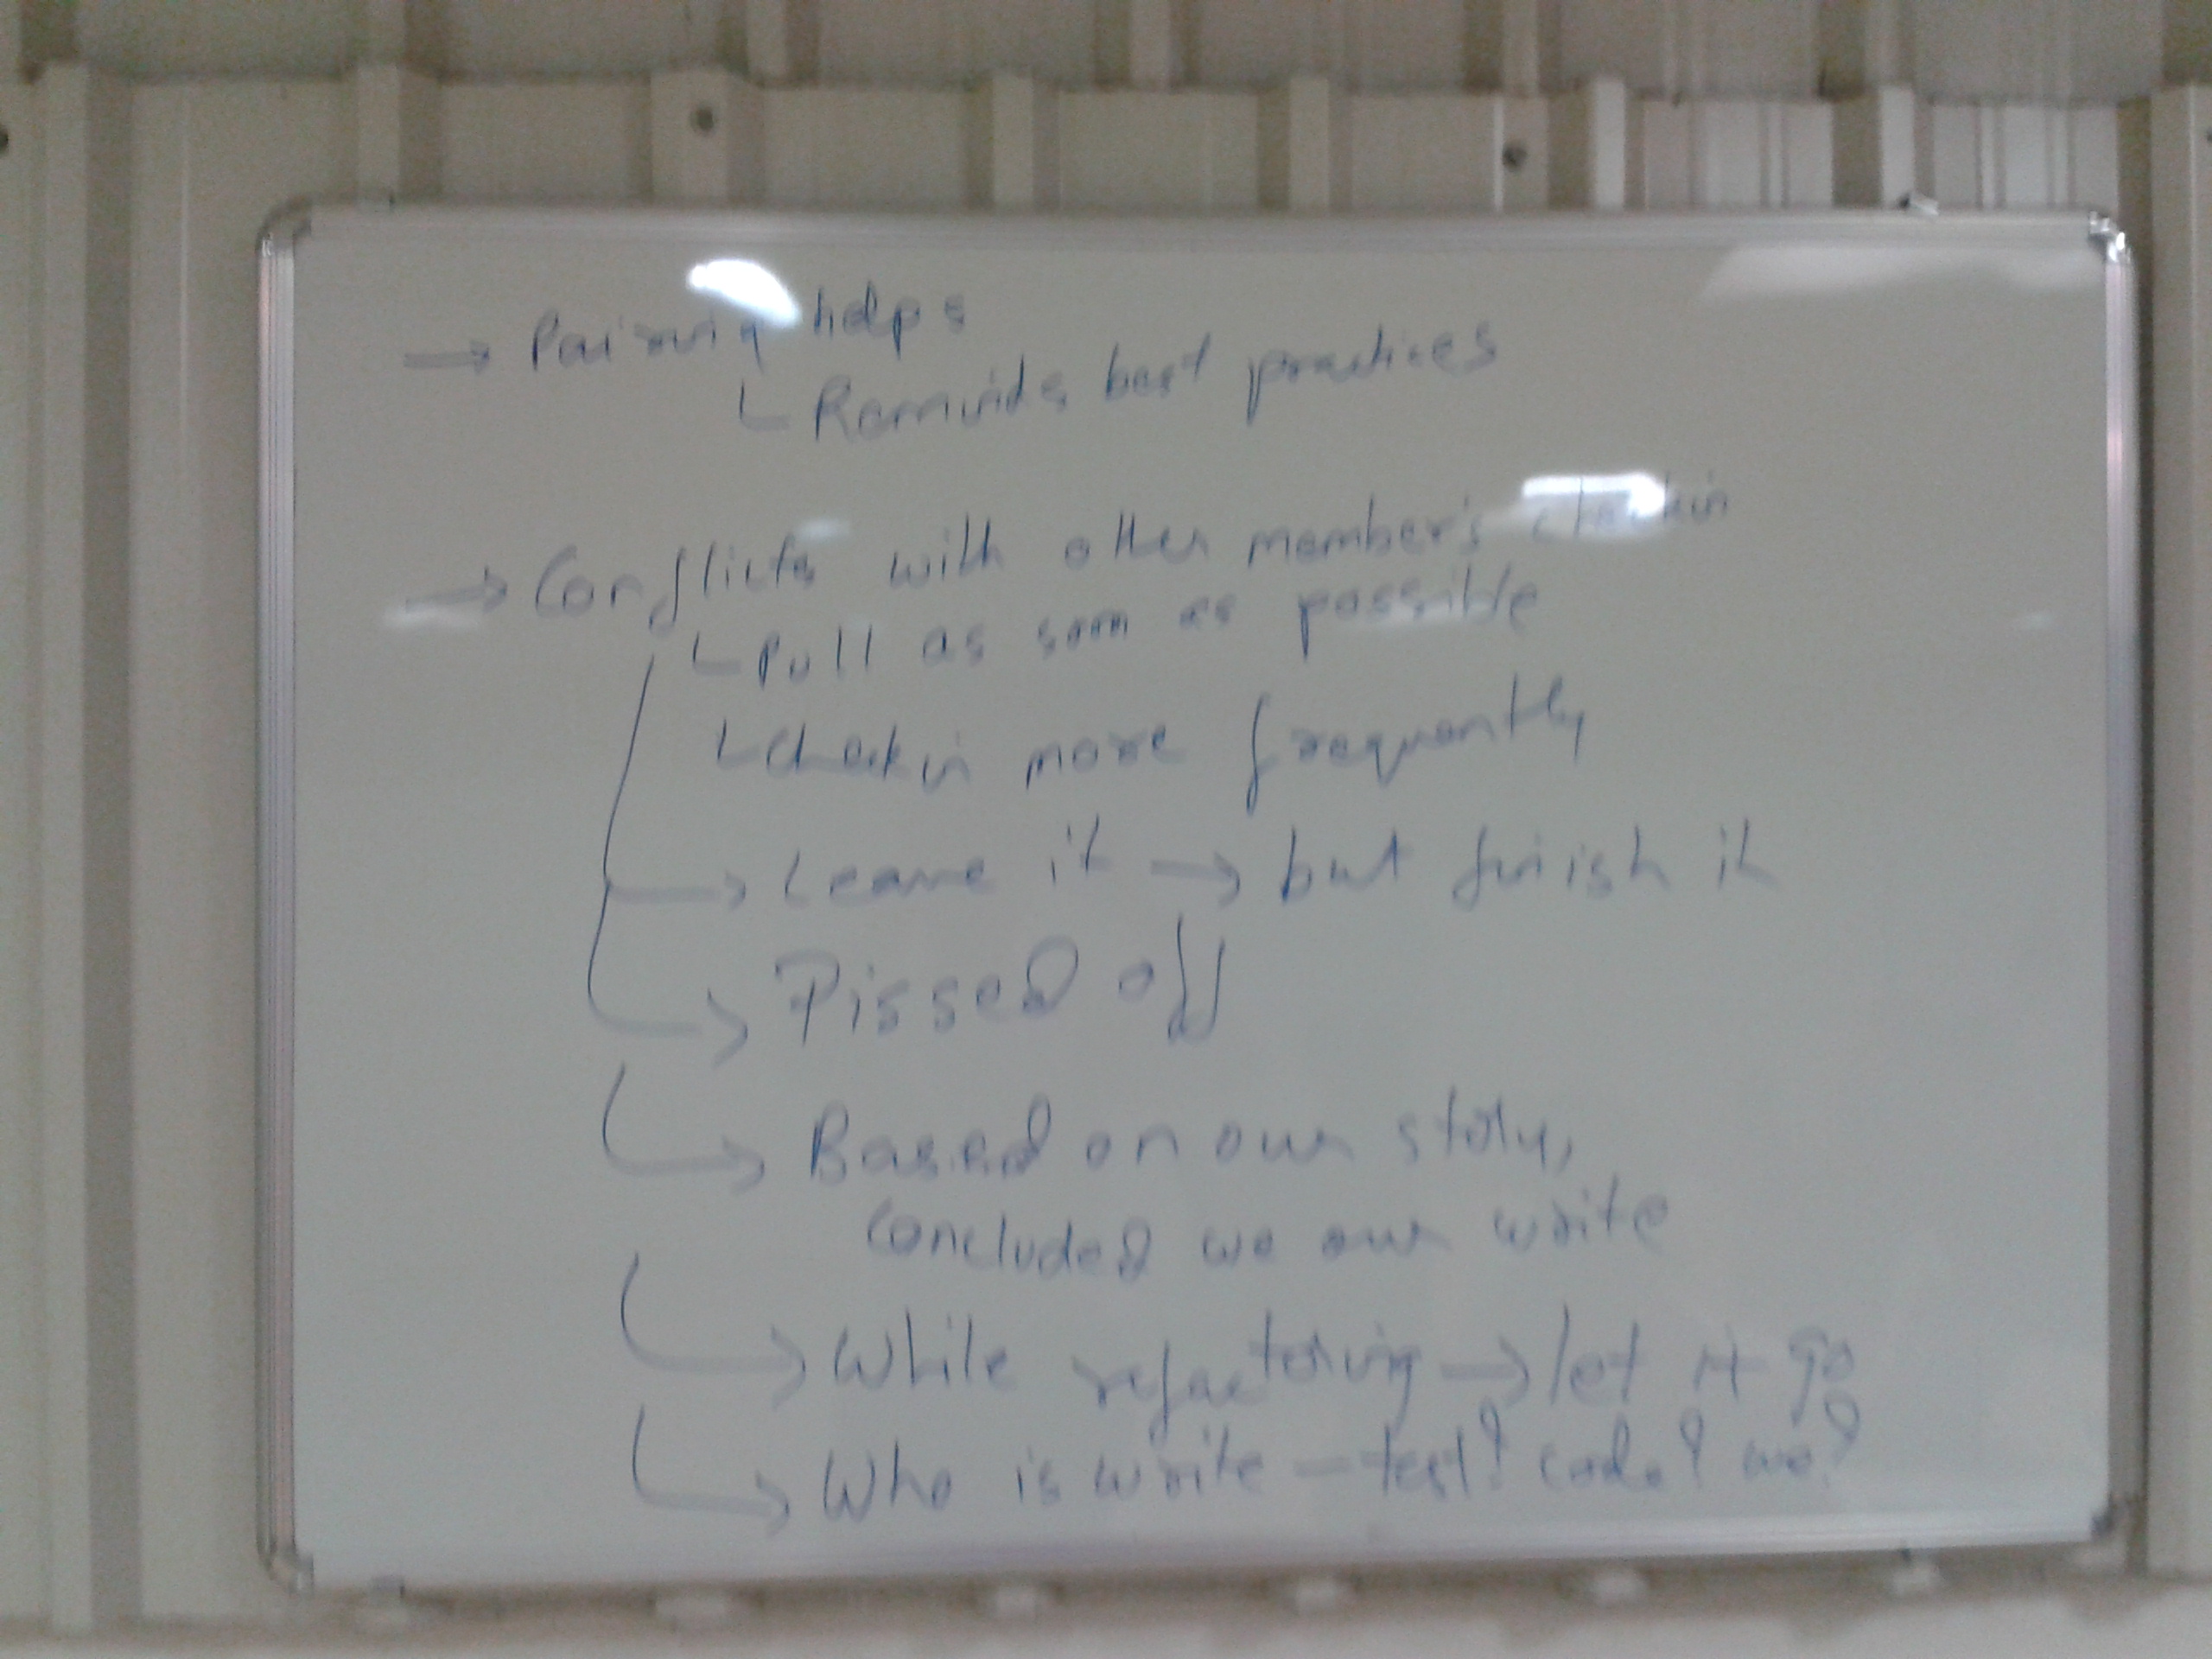 → Pairing helps
└ Reminds best practices
→ Conflicts with other member's checkin
└ Pull as soon as possible
└ checkin more frequently
→ Leave it → but finish it
→ Pissed off
→ Based on our story,
concluded we our write
→ While refactoring → let it go
→ Who is write - test? code? we?